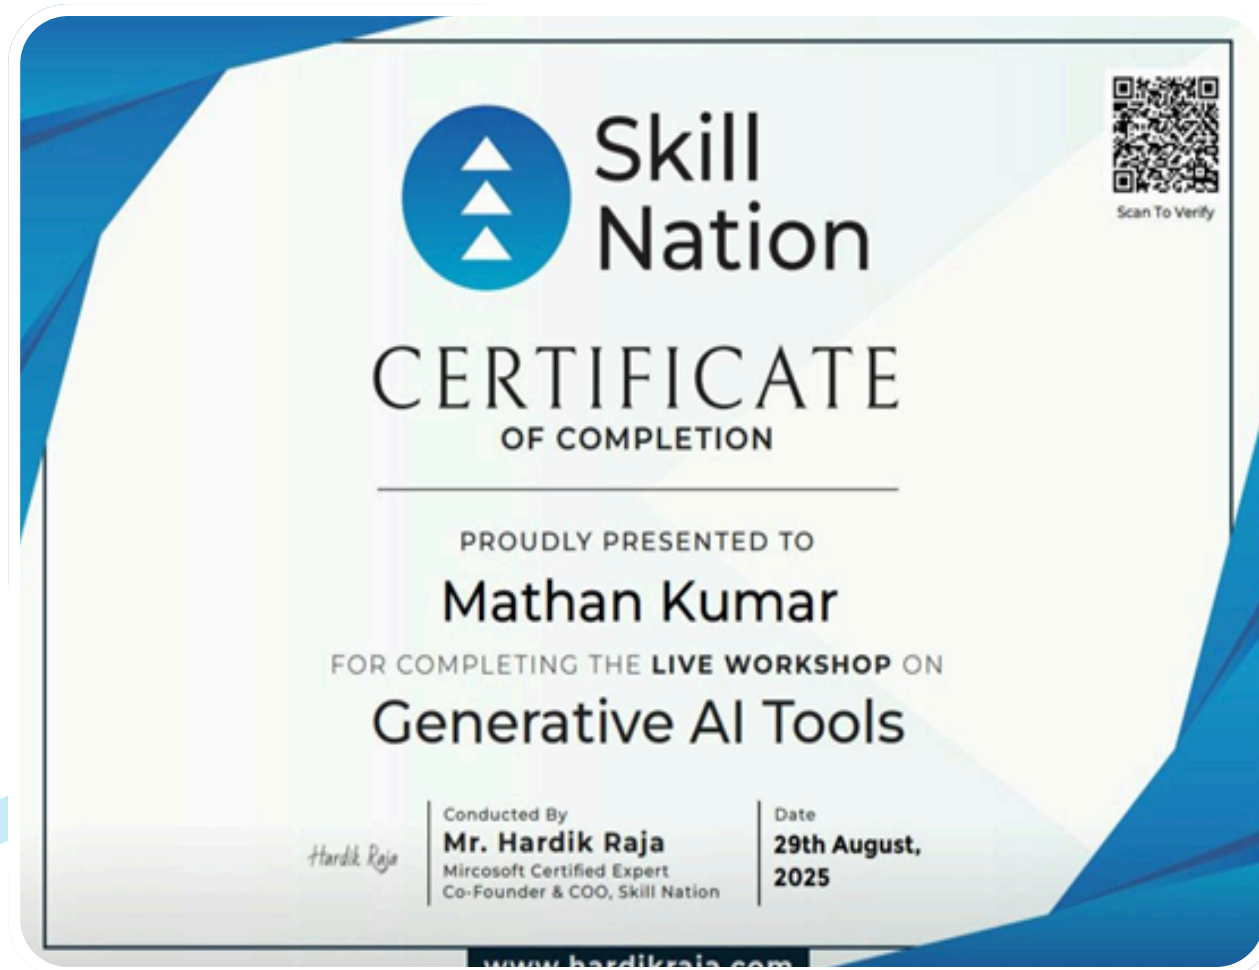 Skill
Nation
Scan To Verify
CERTIFICATE
OF COMPLETION
PROUDLY PRESENTED TO
Mathan Kumar
FOR COMPLETING THE LIVE WORKSHOP ON
Generative AI Tools
Hardik Raja
Conducted By
Mr. Hardik Raja
Mircosoft Certified Expert
Co-Founder & COO, Skill Nation
Date
29th August,
2025
www.hardikraja.com